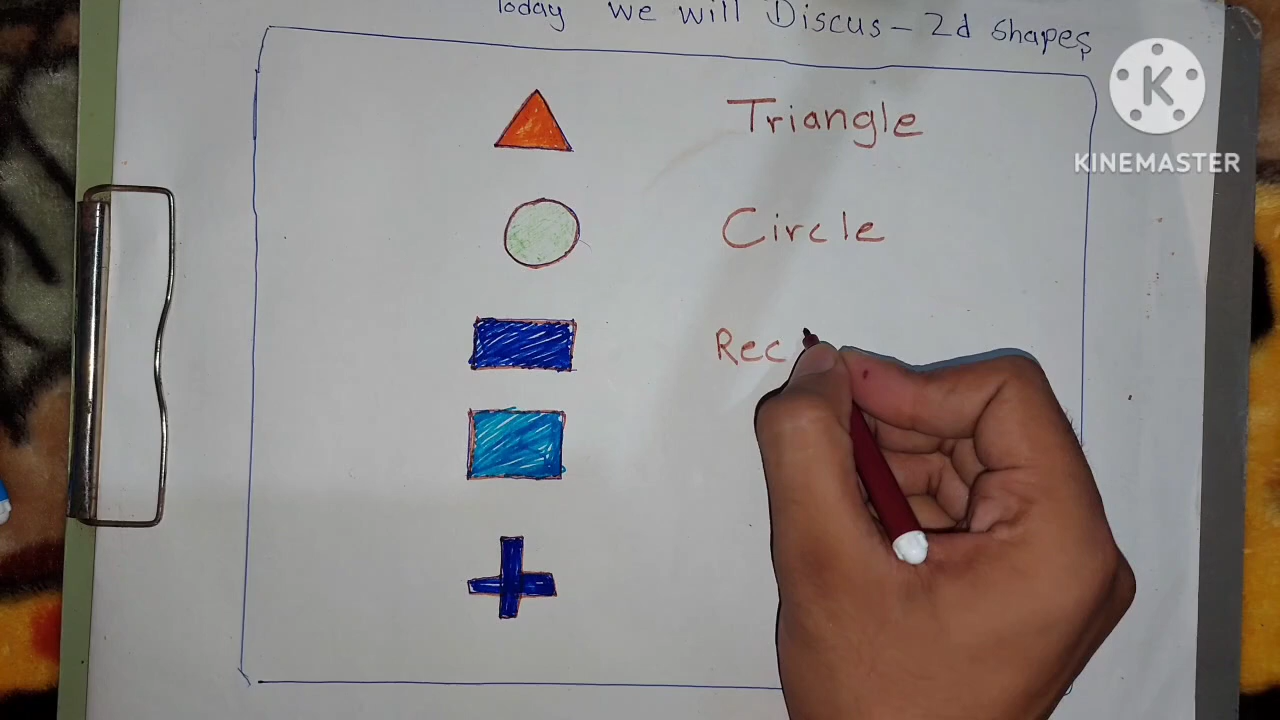 Today we will Discus - 2d shapes
Triangle
Circle
Rec
K
KINEMASTER